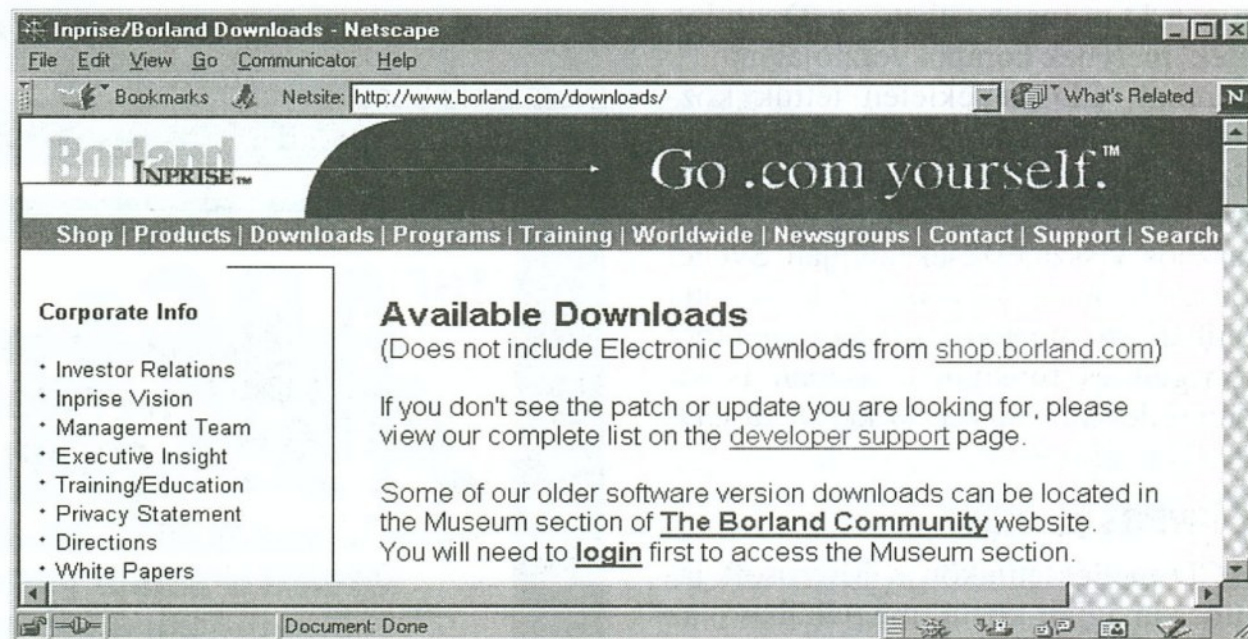 Inprise/Borland Downloads - Netscape
File Edit View Go Communicator Help
Bookmarks Netsite: http://www.borland.com/downloads/ What's Related N
Borland INPRISE™ Go .com yourself.™
Shop | Products | Downloads | Programs | Training | Worldwide | Newsgroups | Contact | Support | Search
Corporate Info
• Investor Relations
• Inprise Vision
• Management Team
• Executive Insight
• Training/Education
• Privacy Statement
• Directions
• White Papers
Available Downloads
(Does not include Electronic Downloads from shop.borland.com)
If you don't see the patch or update you are looking for, please
view our complete list on the developer support page.
Some of our older software version downloads can be located in
the Museum section of The Borland Community website.
You will need to login first to access the Museum section.
Document: Done